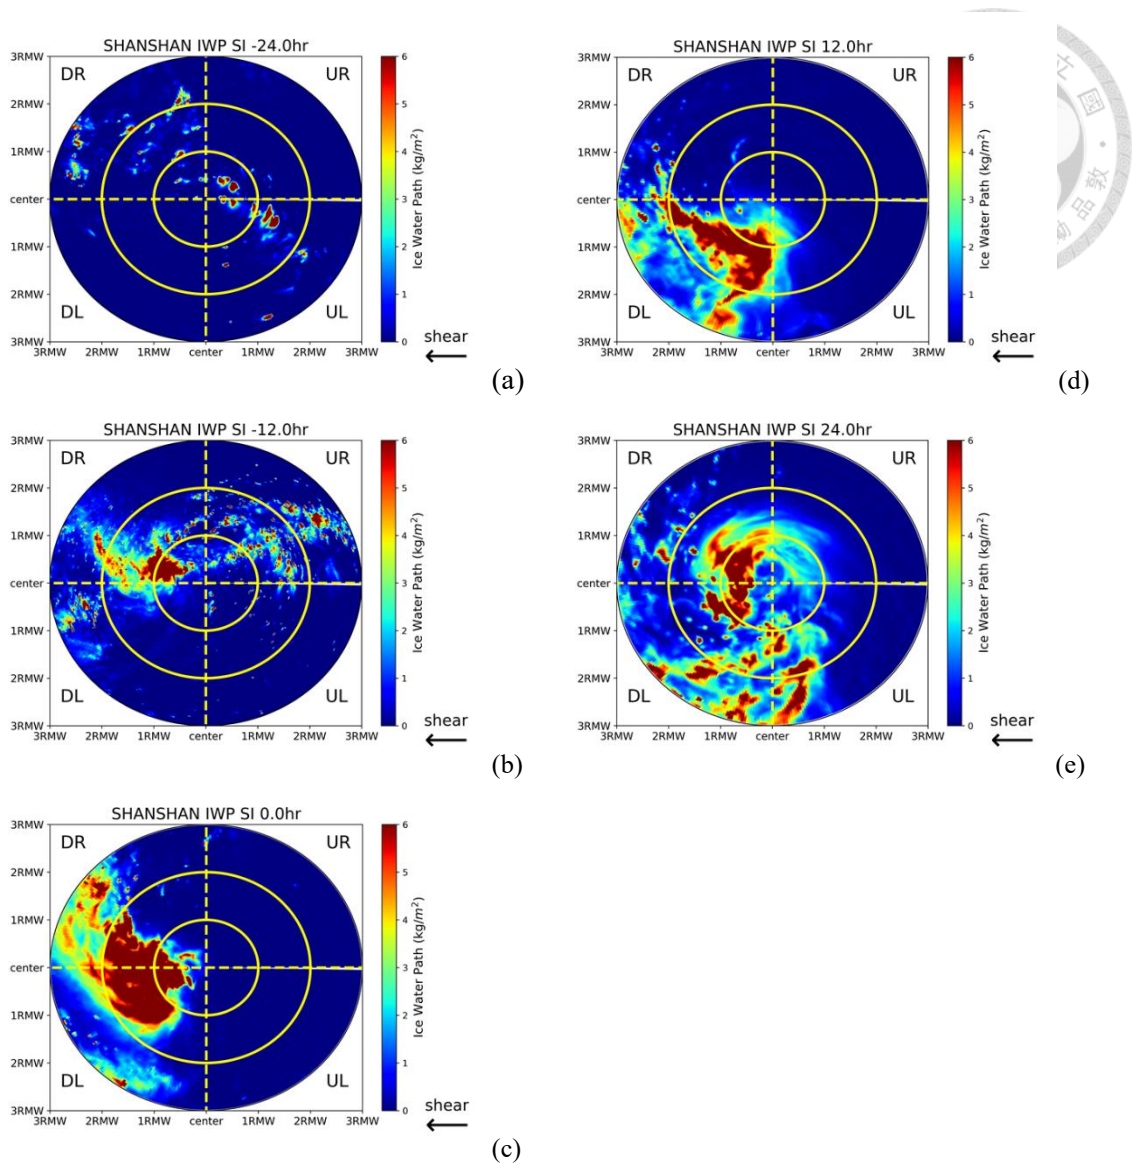 SHANSHAN IWP SI -24.0hr
3RMW
2RMW
1RMW
center
1RMW
2RMW
3RMW
DR
UR
DL
UL
3RMW 2RMW 1RMW center 1RMW 2RMW 3RMW
6
5
4
3
2
1
0
Ice Water Path (kg/m²)
shear
(a)
SHANSHAN IWP SI 12.0hr
3RMW
2RMW
1RMW
center
1RMW
2RMW
3RMW
DR
UR
DL
UL
3RMW 2RMW 1RMW center 1RMW 2RMW 3RMW
6
5
4
3
2
1
0
Ice Water Path (kg/m²)
shear
(d)
SHANSHAN IWP SI -12.0hr
3RMW
2RMW
1RMW
center
1RMW
2RMW
3RMW
DR
UR
DL
UL
3RMW 2RMW 1RMW center 1RMW 2RMW 3RMW
6
5
4
3
2
1
0
Ice Water Path (kg/m²)
shear
(b)
SHANSHAN IWP SI 24.0hr
3RMW
2RMW
1RMW
center
1RMW
2RMW
3RMW
DR
UR
DL
UL
3RMW 2RMW 1RMW center 1RMW 2RMW 3RMW
6
5
4
3
2
1
0
Ice Water Path (kg/m²)
shear
(e)
SHANSHAN IWP SI 0.0hr
3RMW
2RMW
1RMW
center
1RMW
2RMW
3RMW
DR
UR
DL
UL
3RMW 2RMW 1RMW center 1RMW 2RMW 3RMW
6
5
4
3
2
1
0
Ice Water Path (kg/m²)
shear
(c)
立國
敦品